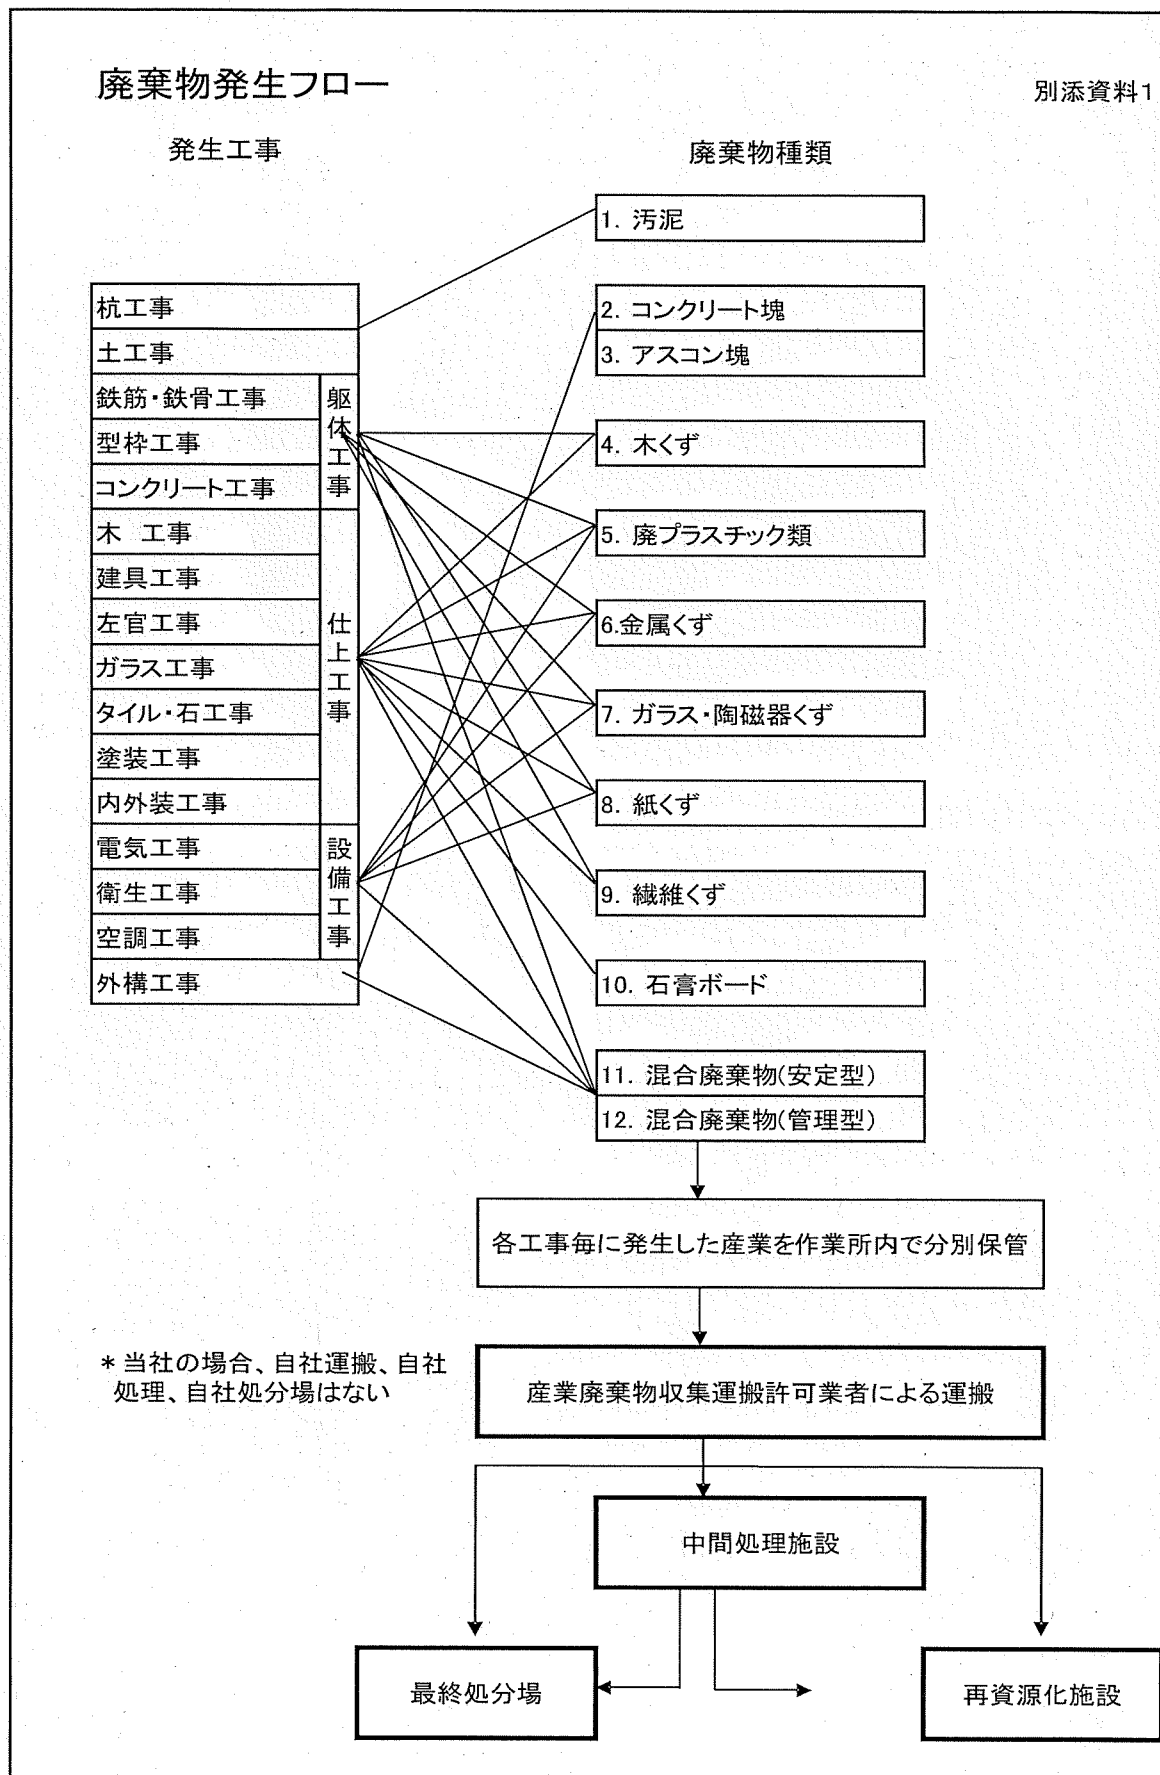 廃棄物発生フロー
別添資料1
発生工事
廃棄物種類
1. 汚泥
杭工事
土工事
鉄筋・鉄骨工事
型枠工事
コンクリート工事
躯体工事
木 工事
建具工事
左官工事
ガラス工事
タイル・石工事
塗装工事
内外装工事
仕上工事
電気工事
衛生工事
空調工事
設備工事
外構工事
2. コンクリート塊
3. アスコン塊
4. 木くず
5. 廃プラスチック類
6.金属くず
7. ガラス・陶磁器くず
8. 紙くず
9. 繊維くず
10. 石膏ボード
11. 混合廃棄物(安定型)
12. 混合廃棄物(管理型)
各工事毎に発生した産業を作業所内で分別保管
*当社の場合、自社運搬、自社
処理、自社処分場はない
産業廃棄物収集運搬許可業者による運搬
中間処理施設
最終処分場
再資源化施設